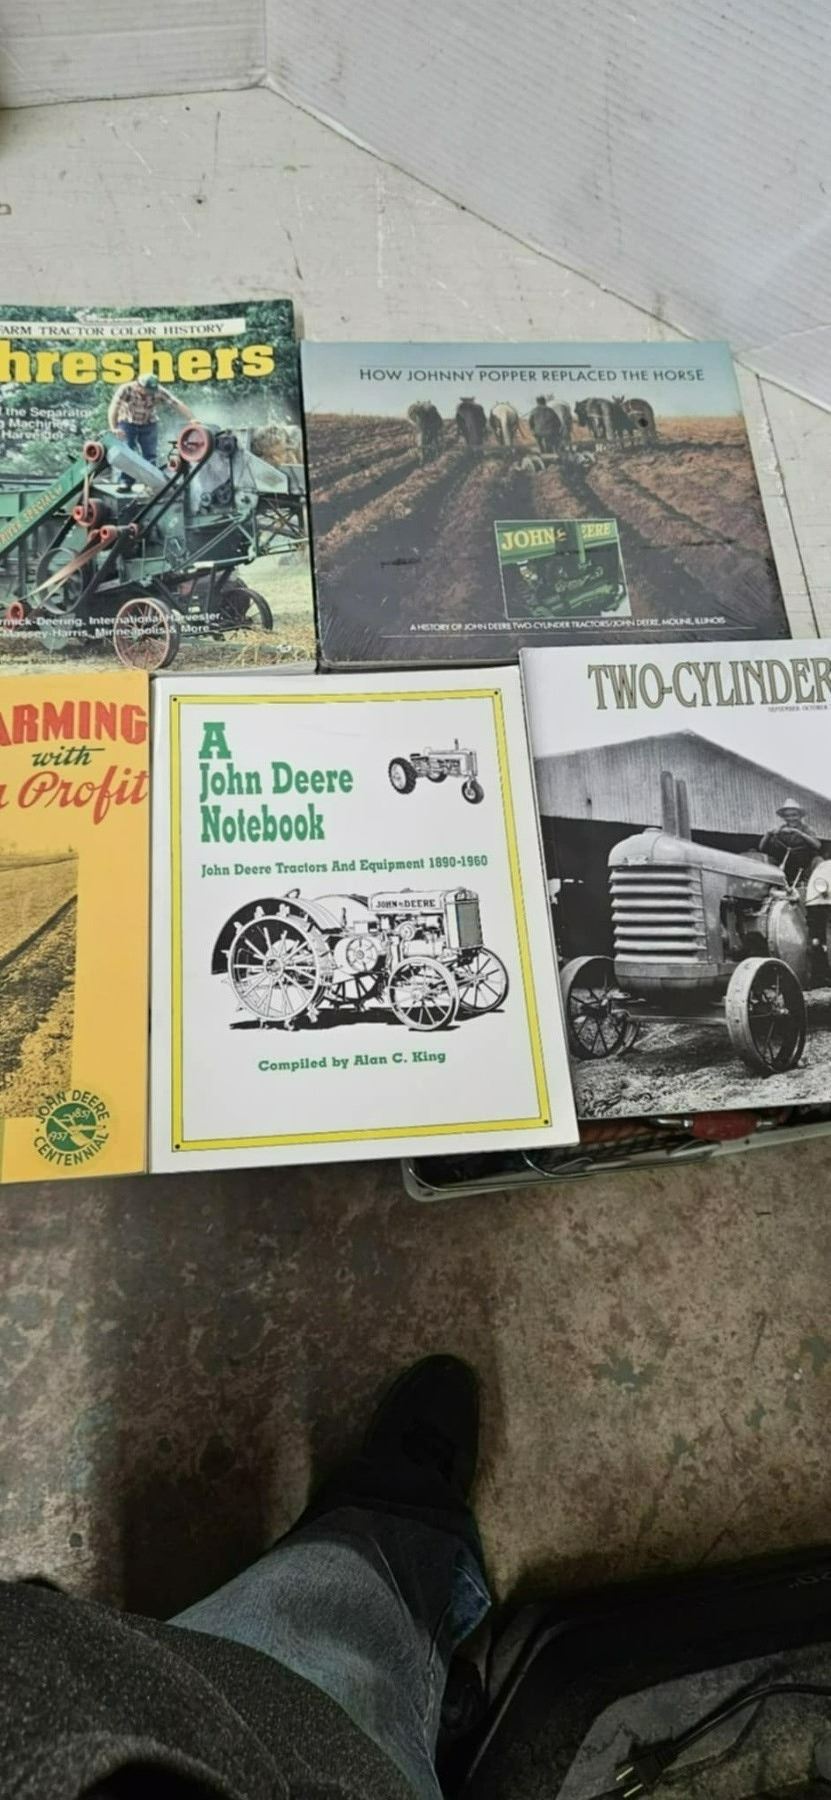 FARM TRACTOR COLOR HISTORY
hreshers
the Separator
Machine
Harvester
rmick-Deering, International Harvester,
Massey-Harris, Minneapolis & More
HOW JOHNNY POPPER REPLACED THE HORSE
JOHN DEERE
A HISTORY OF JOHN DEERE TWO-CYLINDER TRACTORS/JOHN DEERE, MOLINE, ILLINOIS
ARMING
with
a Profit
JOHN DEERE
1837
1937
CENTENNIAL
A
John Deere
Notebook
John Deere Tractors And Equipment 1890-1960
JOHN DEERE
Compiled by Alan C. King
TWO-CYLINDER
SEPTEMBER-OCTOBER